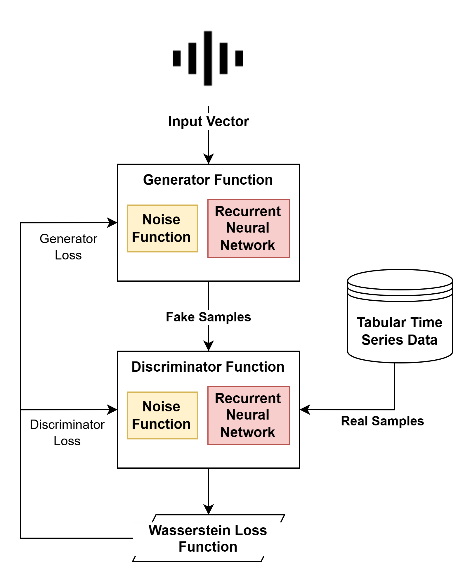 Input Vector
Generator Function
Noise
Function
Recurrent
Neural
Network
Generator
Loss
Fake Samples
Tabular Time
Series Data
Discriminator Function
Noise
Function
Recurrent
Neural
Network
Real Samples
Discriminator
Loss
Wasserstein Loss
Function